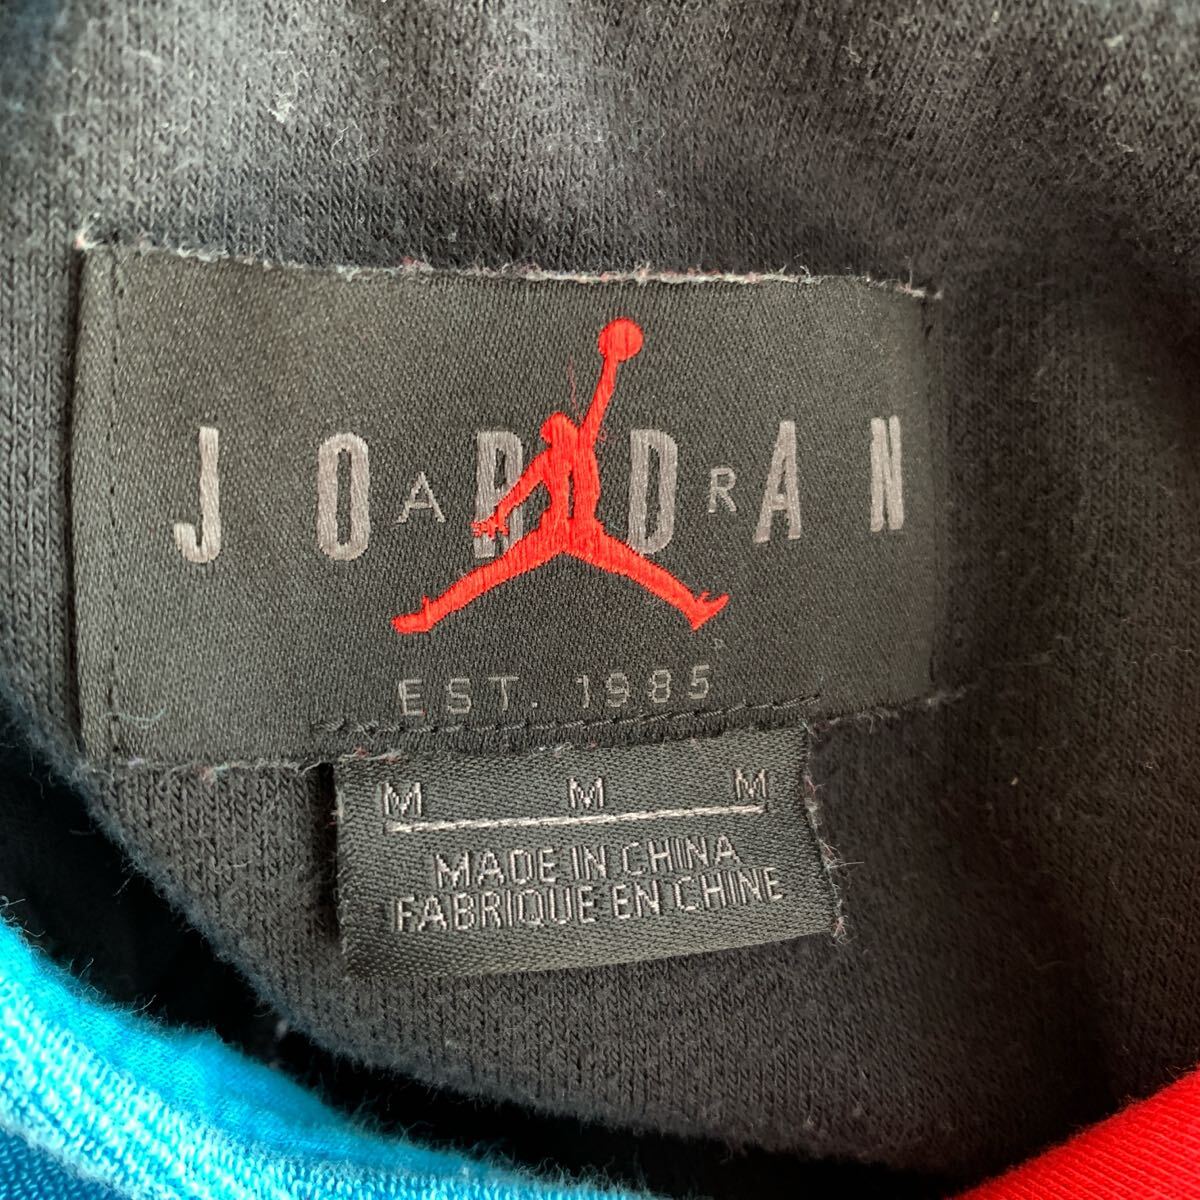 JORDAN
AIR
EST. 1985
M M M
MADE IN CHINA
FABRIQUE EN CHINE